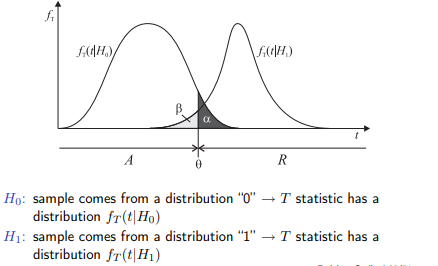 f_T
f_T(t|H_0)
f_T(t|H_1)
β
α
t
A
θ
R
H_0: sample comes from a distribution "0" → T statistic has a
distribution f_T(t|H_0)
H_1: sample comes from a distribution "1" → T statistic has a
distribution f_T(t|H_1)